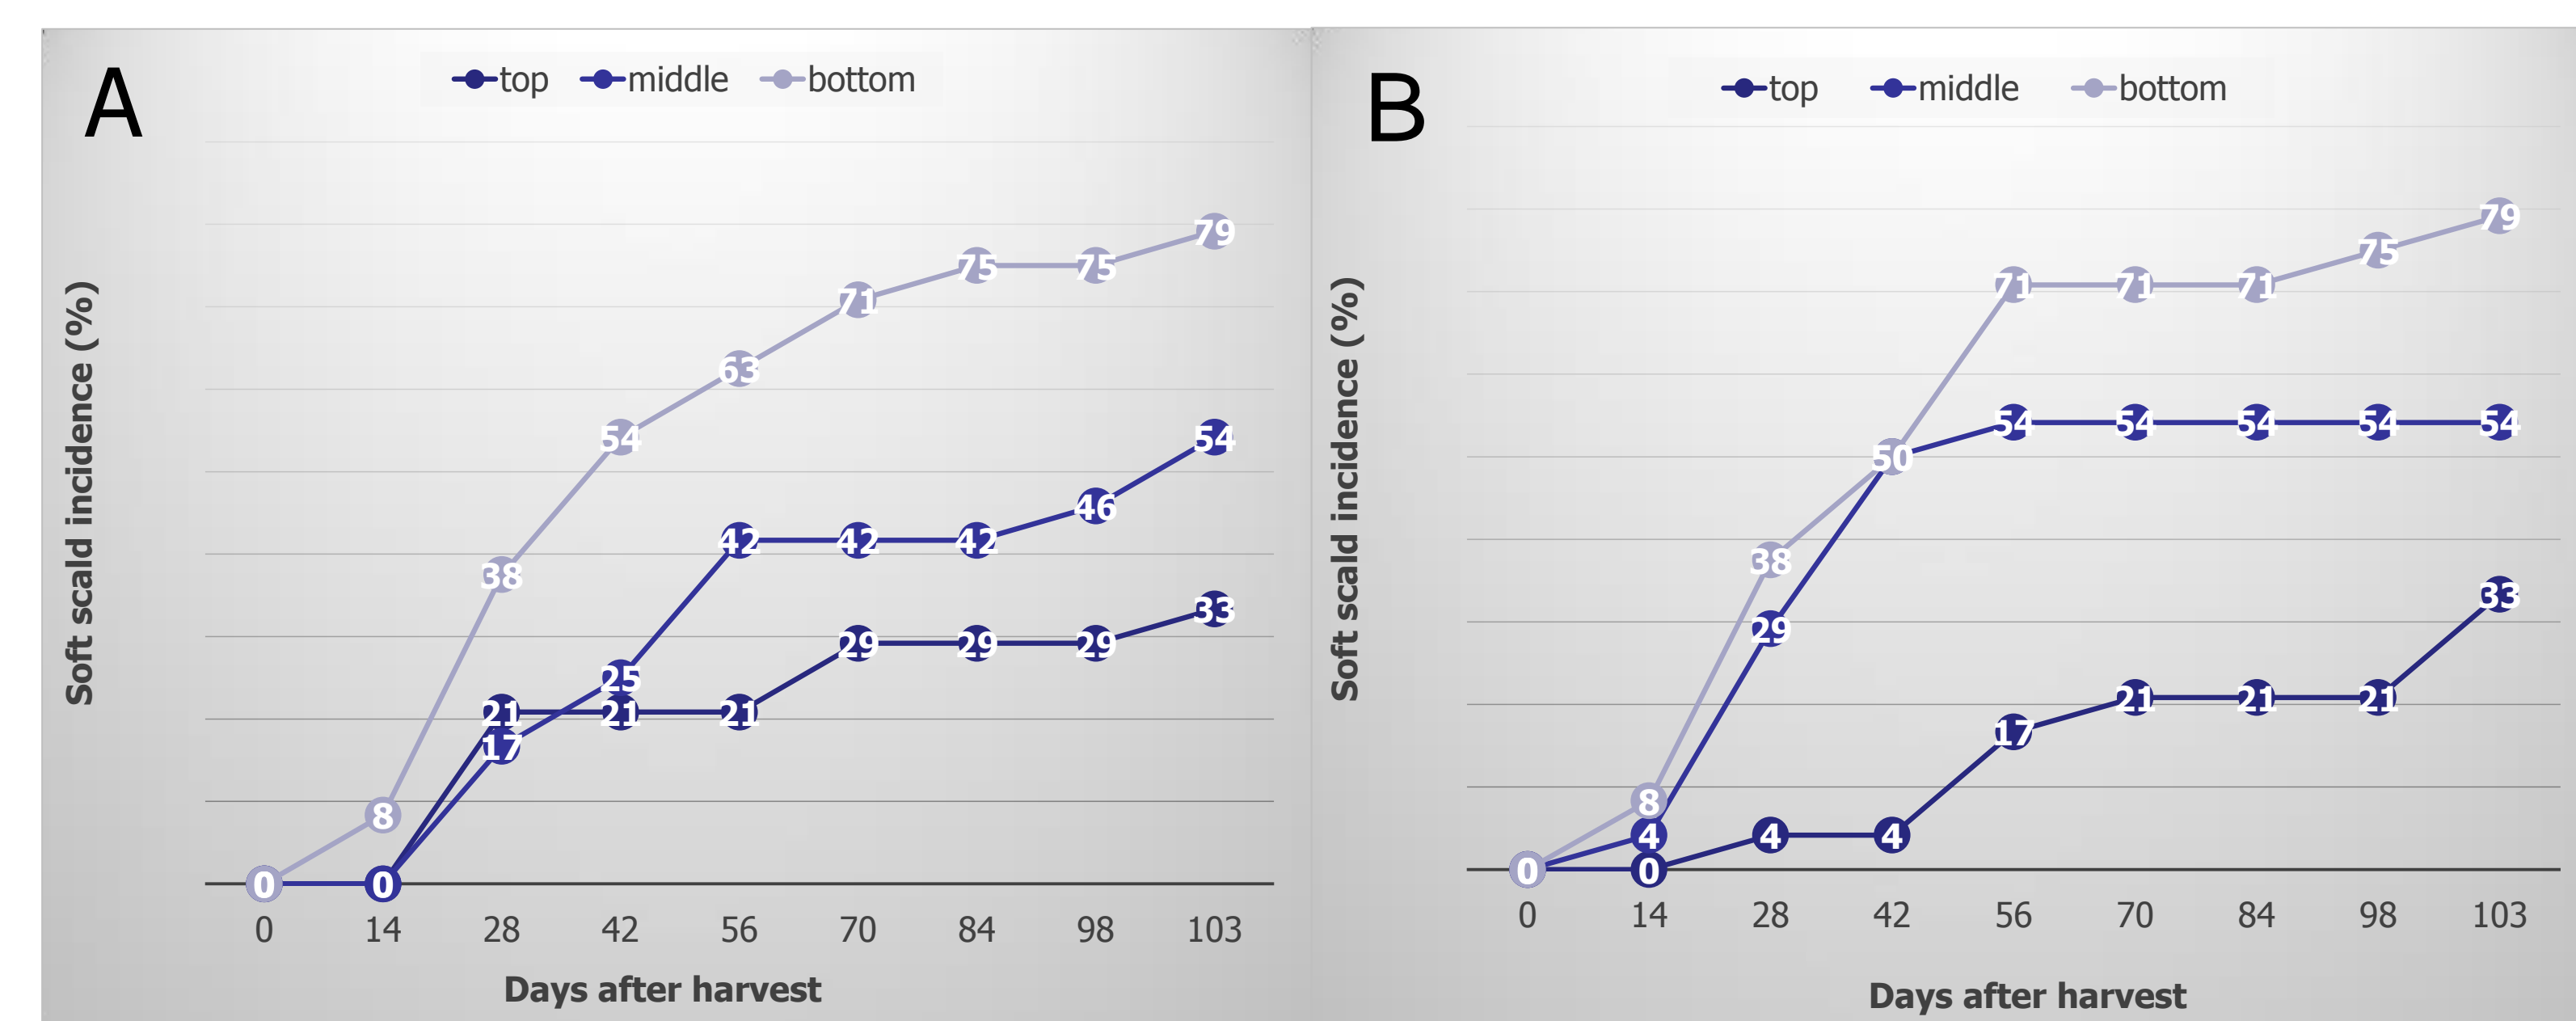 A
top middle bottom
Soft scald incidence (%)
79
75 75
71
63
54 54
46
42 42 42
38
33
29 29 29
25
21 21 21
17
8
0 0
0 14 28 42 56 70 84 98 103
Days after harvest
B
top middle bottom
Soft scald incidence (%)
79
75
71 71 71
54 54 54 54 54
50
38
33
29
21 21 21
17
8
4 4 4
0 0
0 14 28 42 56 70 84 98 103
Days after harvest